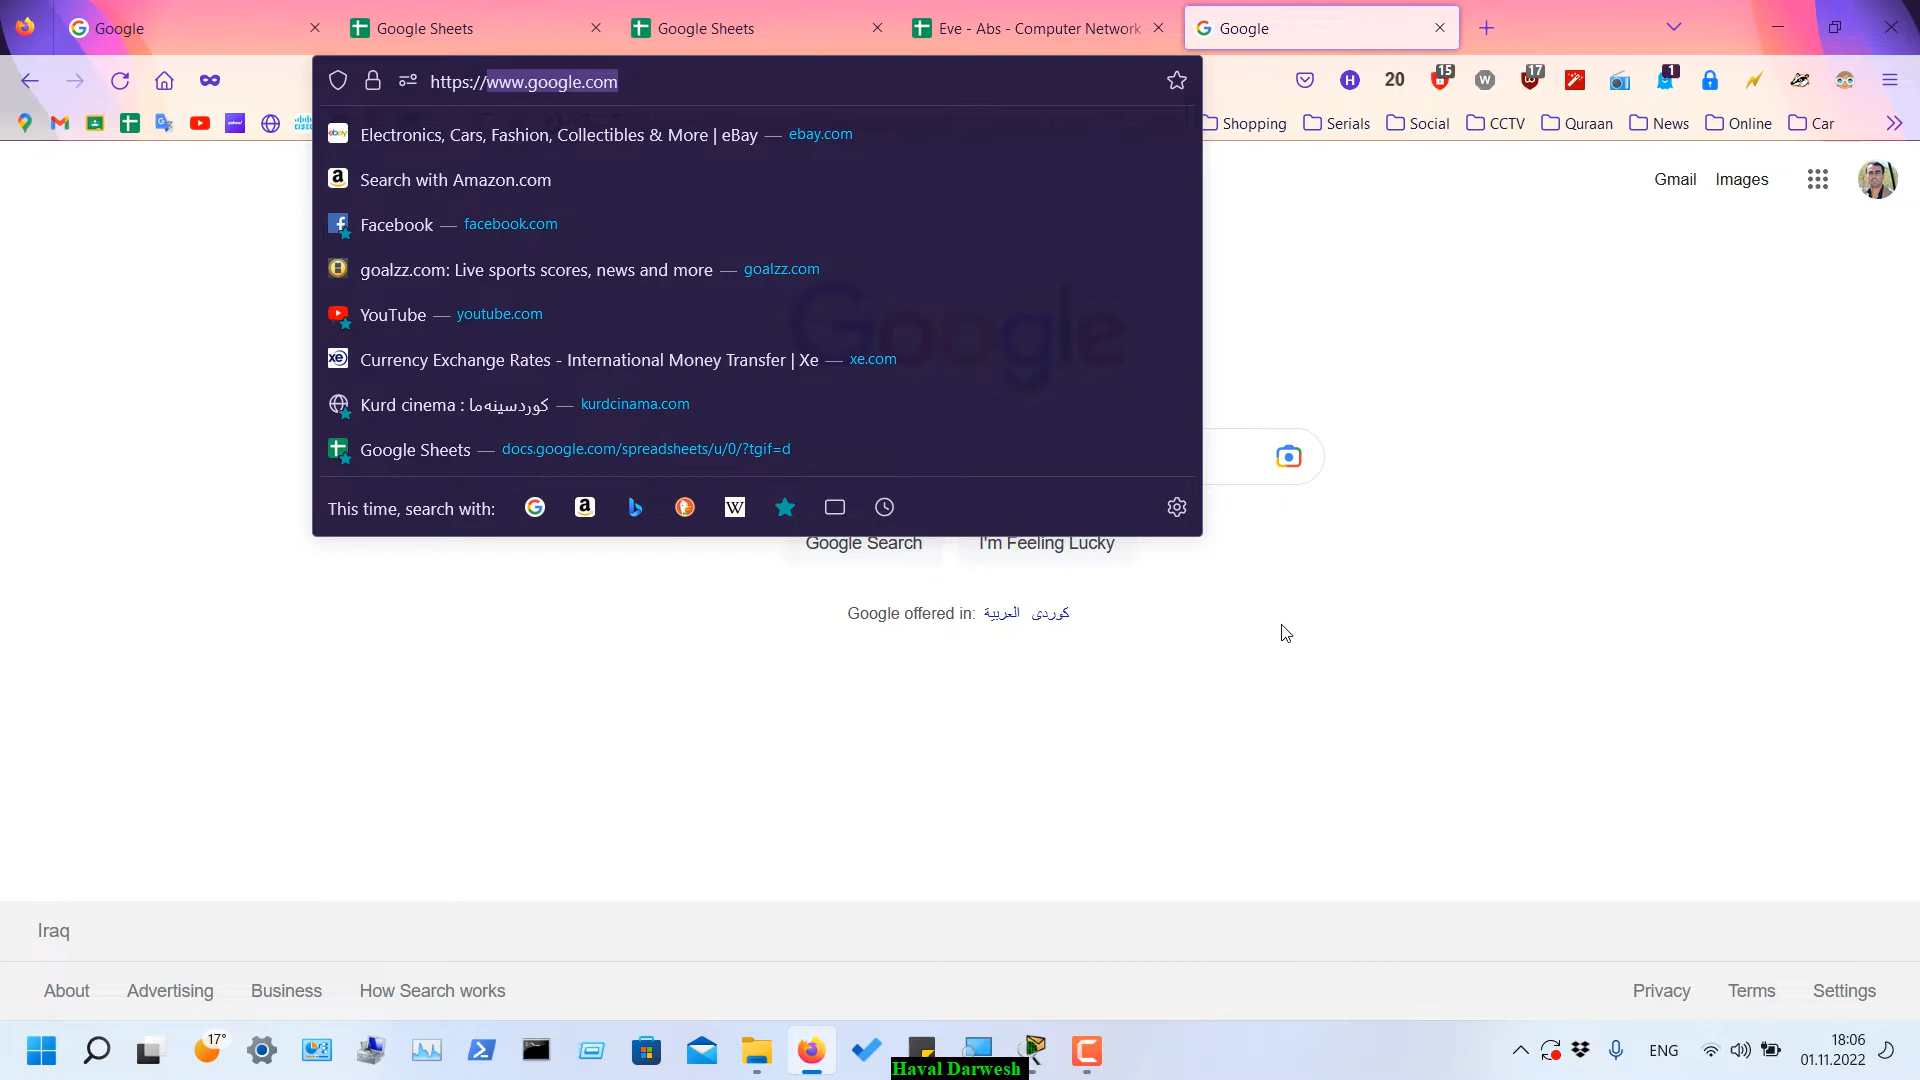 Google
Google Sheets
Google Sheets
Eve - Abs - Computer Network
Google
https://www.google.com
20
15
17
1
Shopping
Serials
Social
CCTV
Quraan
News
Online
Car
Electronics, Cars, Fashion, Collectibles & More | eBay — ebay.com
Search with Amazon.com
Facebook — facebook.com
goalzz.com: Live sports scores, news and more — goalzz.com
YouTube — youtube.com
Currency Exchange Rates - International Money Transfer | Xe — xe.com
Kurd cinema : كوردسینەما — kurdcinama.com
Google Sheets — docs.google.com/spreadsheets/u/0/?tgif=d
This time, search with:
Gmail
Images
Google
Google Search
I'm Feeling Lucky
Google offered in: العربية کوردی
Iraq
About
Advertising
Business
How Search works
Privacy
Terms
Settings
17°
Haval Darwesh
ENG
18:06
01.11.2022